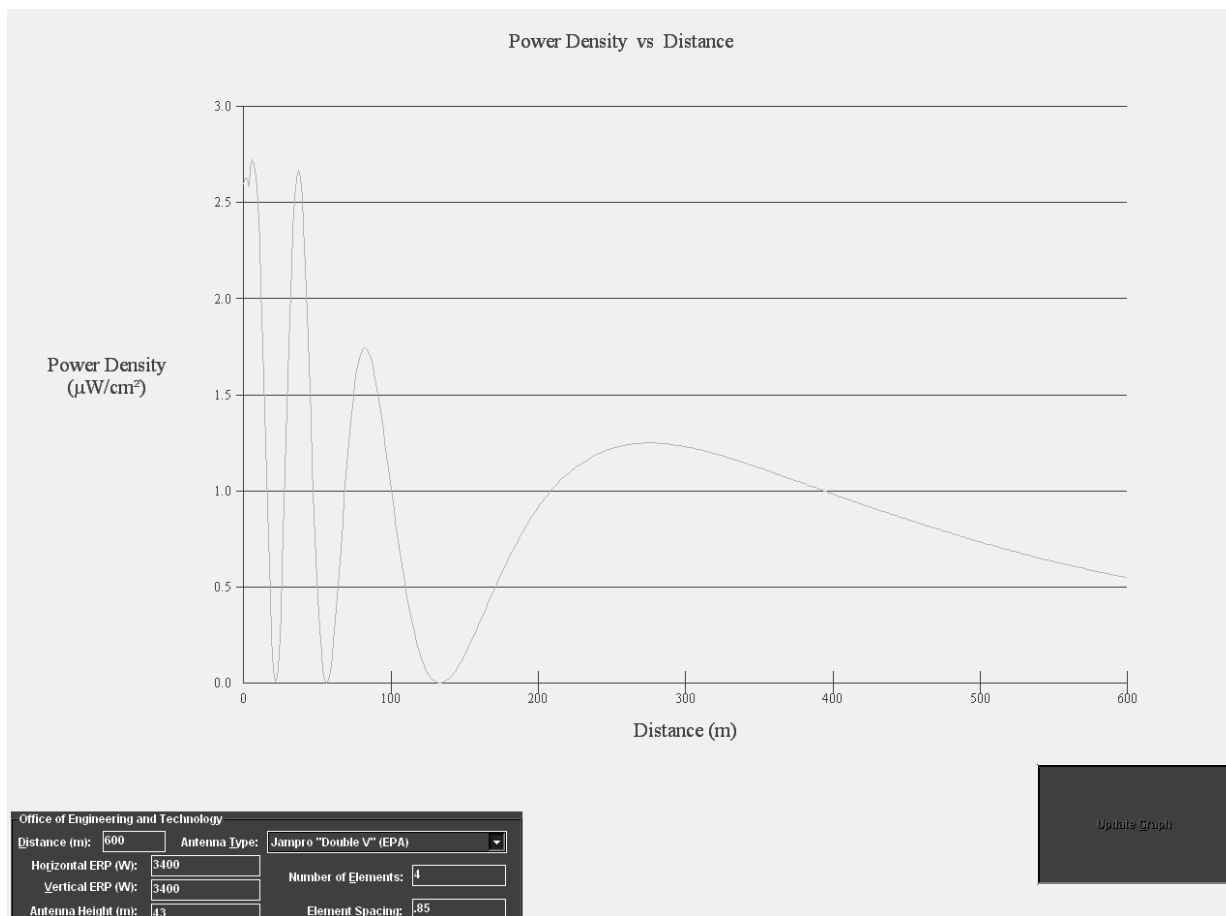 Power Density vs Distance
3.0
2.5
2.0
1.5
1.0
0.5
0.0
Power Density
(µW/cm²)
0 100 200 300 400 500 600
Distance (m)
Update Graph
Office of Engineering and Technology
Distance (m): 600 Antenna Type: Jampro "Double V" (EPA)
Horizontal ERP (W): 3400
Number of Elements: 4
Vertical ERP (W): 3400
Antenna Height (m): 43 Element Spacing: .85